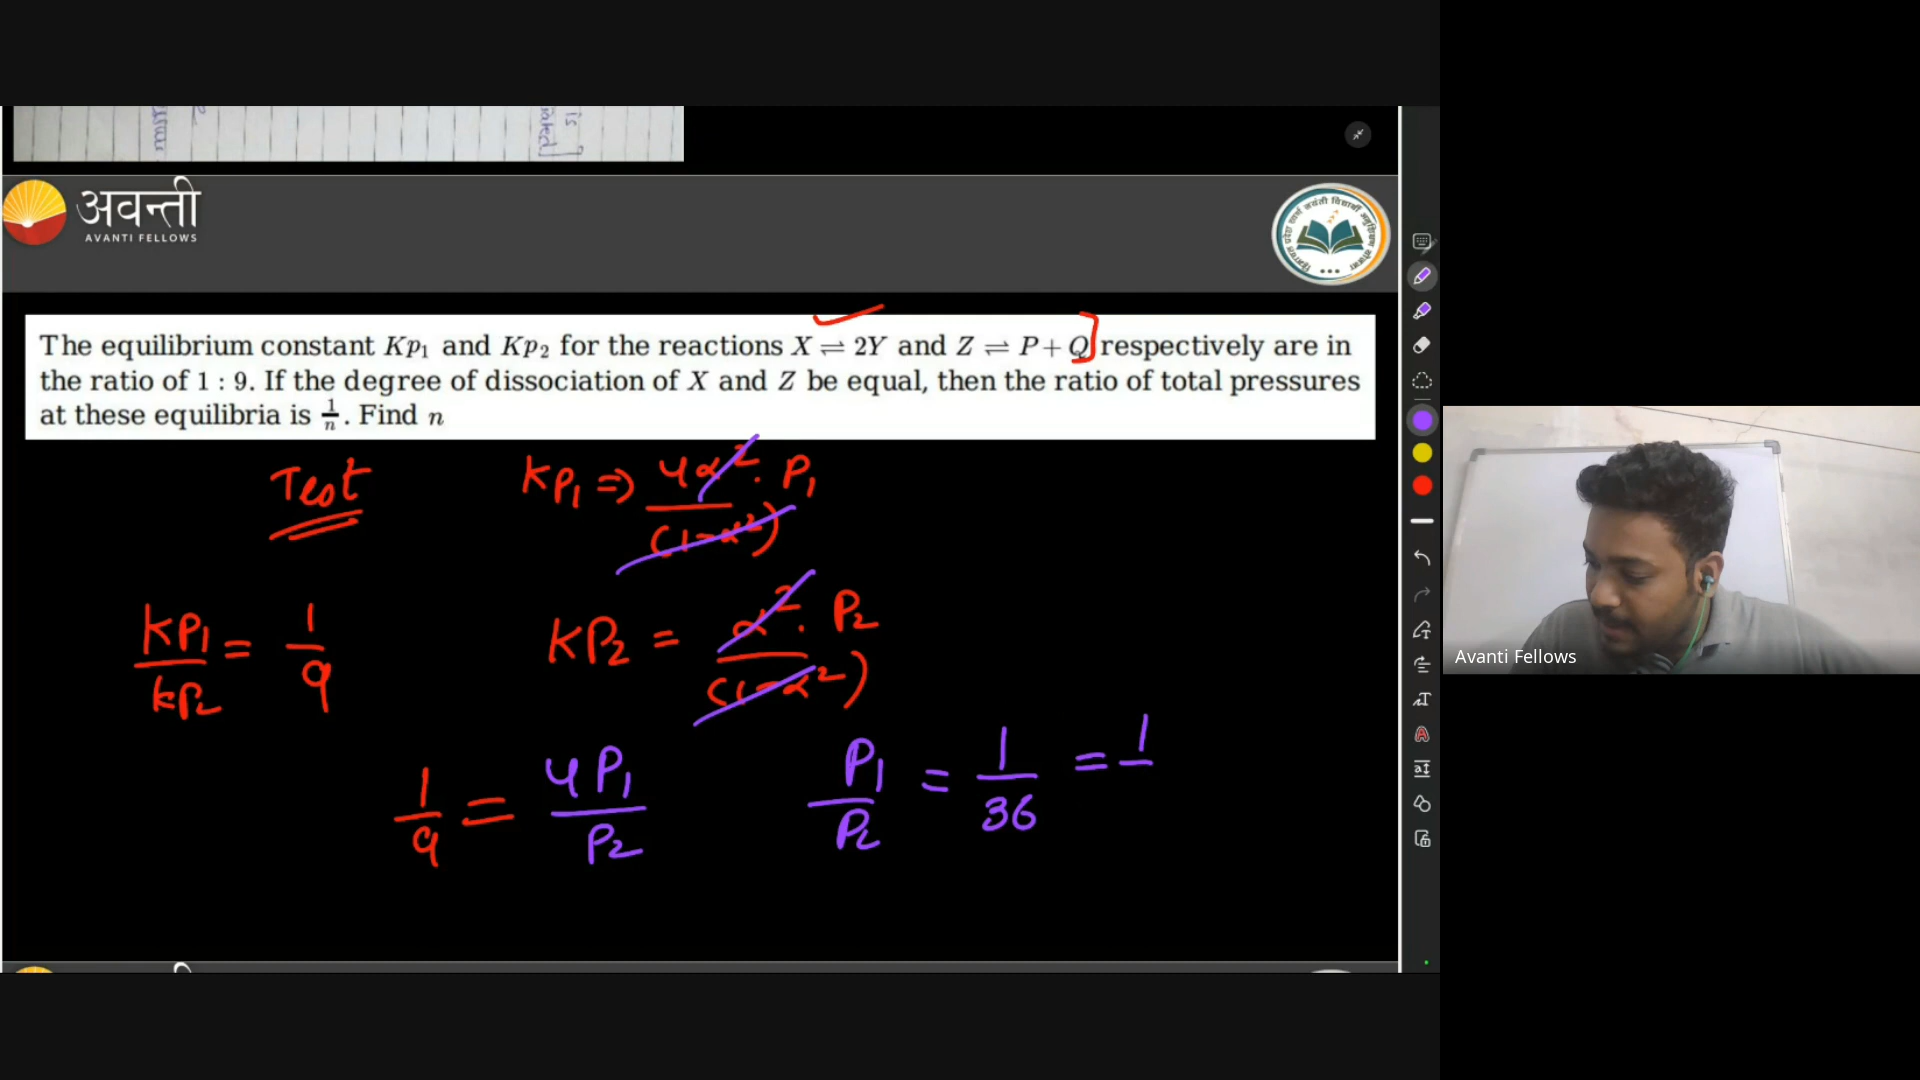 is
ated]
अवन्ती
AVANTI FELLOWS
The equilibrium constant Kp₁ and Kp₂ for the reactions X ⇌ 2Y and Z ⇌ P + Q respectively are in
the ratio of 1 : 9. If the degree of dissociation of X and Z be equal, then the ratio of total pressures
at these equilibria is 1/n . Find n
Test
KP₁ ⇒ 4α² . P₁ / (1-α²)
KP₁ / KP₂ = 1/9
KP₂ = α² . P₂ / (1-α²)
1/9 = 4P₁ / P₂
P₁ / P₂ = 1/36 = 1
Avanti Fellows